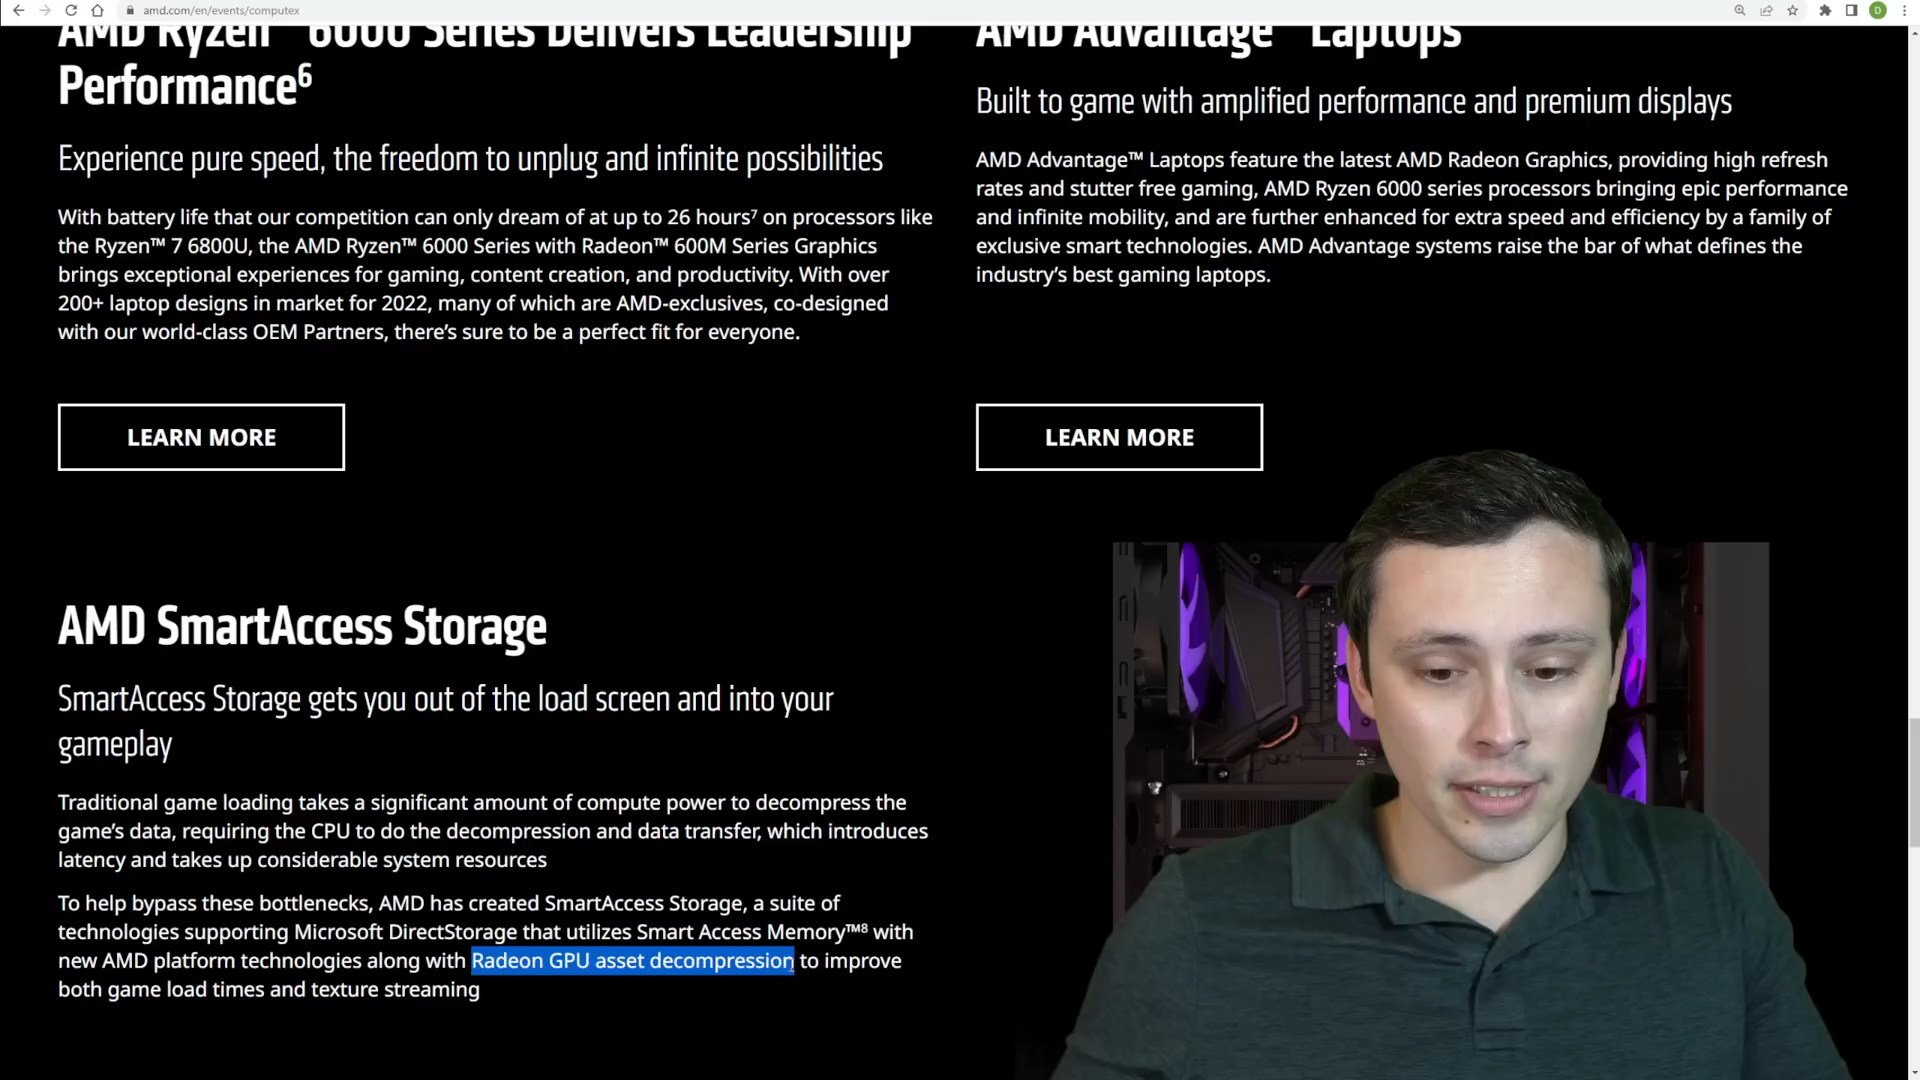 amd.com/en/events/computex
D
AMD Ryzen™ 6000 Series Delivers Leadership
Performance⁶
Experience pure speed, the freedom to unplug and infinite possibilities
With battery life that our competition can only dream of at up to 26 hours⁷ on processors like
the Ryzen™ 7 6800U, the AMD Ryzen™ 6000 Series with Radeon™ 600M Series Graphics
brings exceptional experiences for gaming, content creation, and productivity. With over
200+ laptop designs in market for 2022, many of which are AMD-exclusives, co-designed
with our world-class OEM Partners, there’s sure to be a perfect fit for everyone.
LEARN MORE
AMD Advantage™ Laptops
Built to game with amplified performance and premium displays
AMD Advantage™ Laptops feature the latest AMD Radeon Graphics, providing high refresh
rates and stutter free gaming, AMD Ryzen 6000 series processors bringing epic performance
and infinite mobility, and are further enhanced for extra speed and efficiency by a family of
exclusive smart technologies. AMD Advantage systems raise the bar of what defines the
industry’s best gaming laptops.
LEARN MORE
AMD SmartAccess Storage
SmartAccess Storage gets you out of the load screen and into your
gameplay
Traditional game loading takes a significant amount of compute power to decompress the
game’s data, requiring the CPU to do the decompression and data transfer, which introduces
latency and takes up considerable system resources
To help bypass these bottlenecks, AMD has created SmartAccess Storage, a suite of
technologies supporting Microsoft DirectStorage that utilizes Smart Access Memory™⁸ with
new AMD platform technologies along with Radeon GPU asset decompression to improve
both game load times and texture streaming